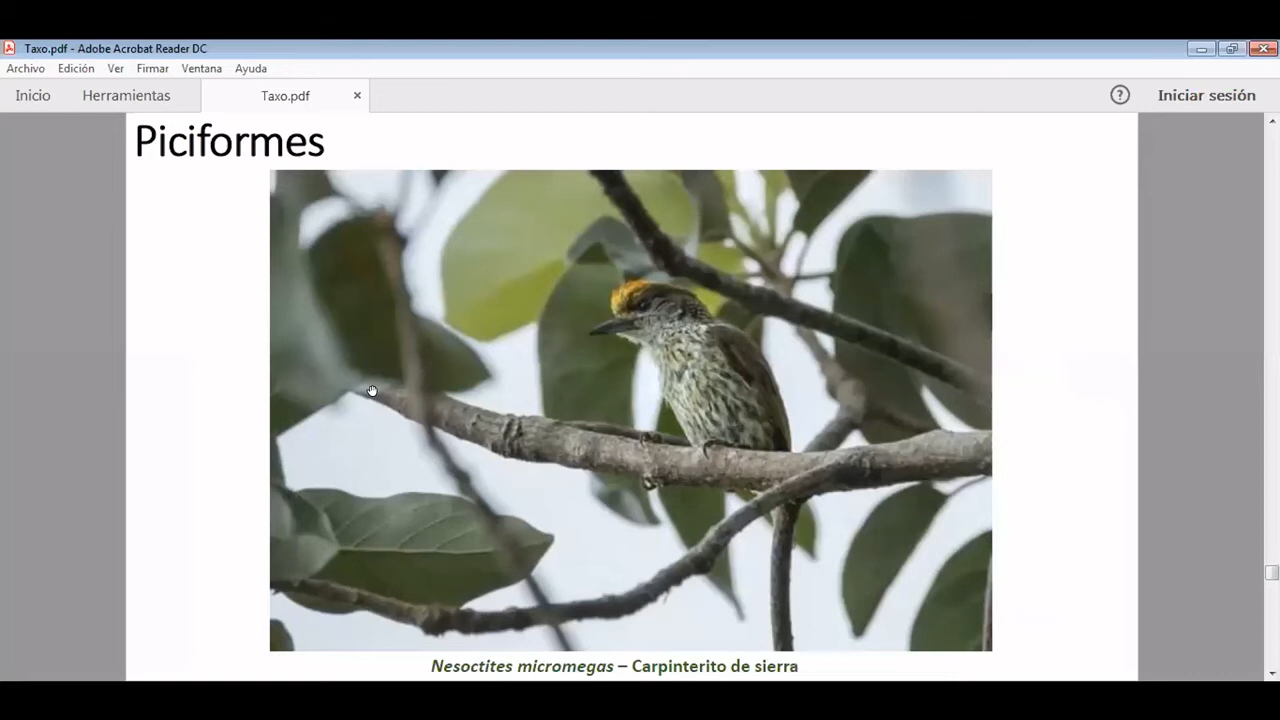 Taxo.pdf - Adobe Acrobat Reader DC
Archivo Edición Ver Firmar Ventana Ayuda
Inicio Herramientas Taxo.pdf Iniciar sesión
Piciformes
Nesoctites micromegas – Carpinterito de sierra